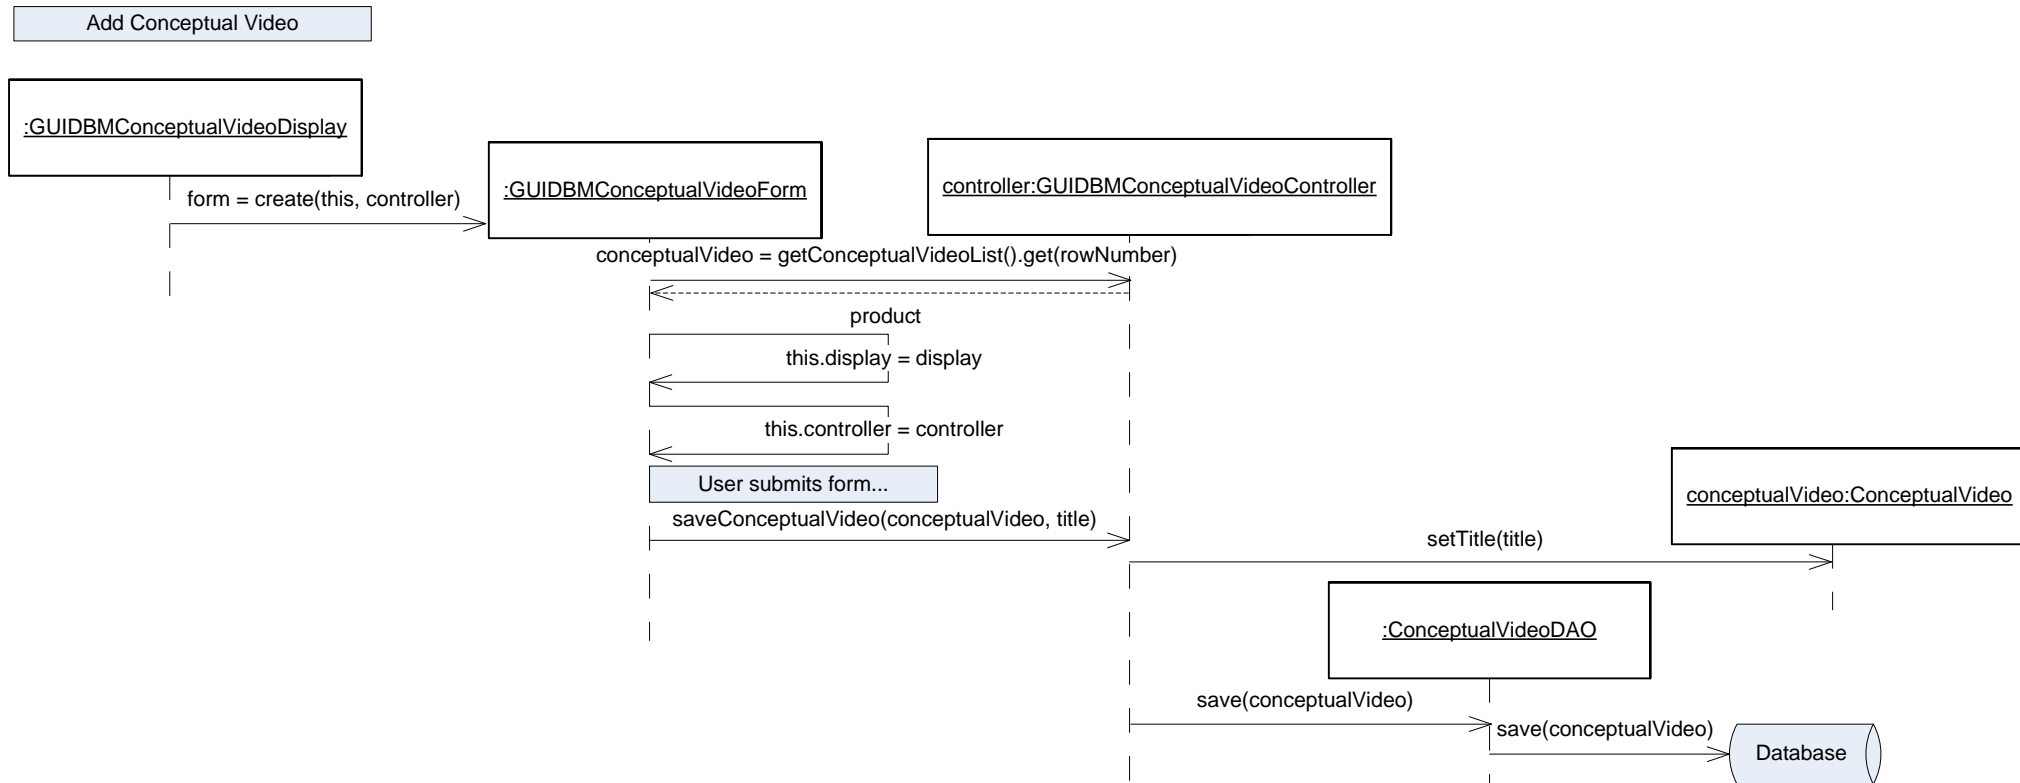 Add Conceptual Video
:GUIDBMConceptualVideoDisplay
:GUIDBMConceptualVideoForm
controller:GUIDBMConceptualVideoController
form = create(this, controller)
conceptualVideo = getConceptualVideoList().get(rowNumber)
product
this.display = display
this.controller = controller
User submits form...
conceptualVideo:ConceptualVideo
saveConceptualVideo(conceptualVideo, title)
setTitle(title)
:ConceptualVideoDAO
save(conceptualVideo)
save(conceptualVideo)
Database